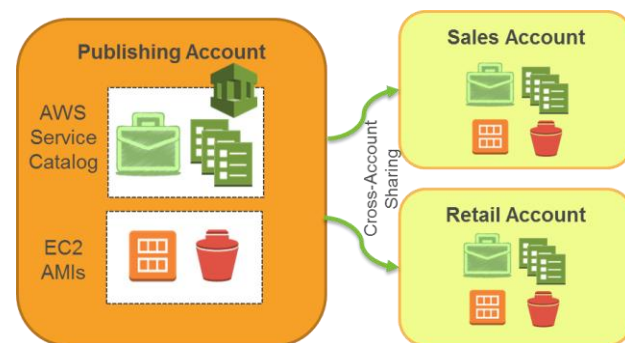 Publishing Account
AWS
Service
Catalog
EC2
AMIs
Cross-Account
Sharing
Sales Account
Retail Account